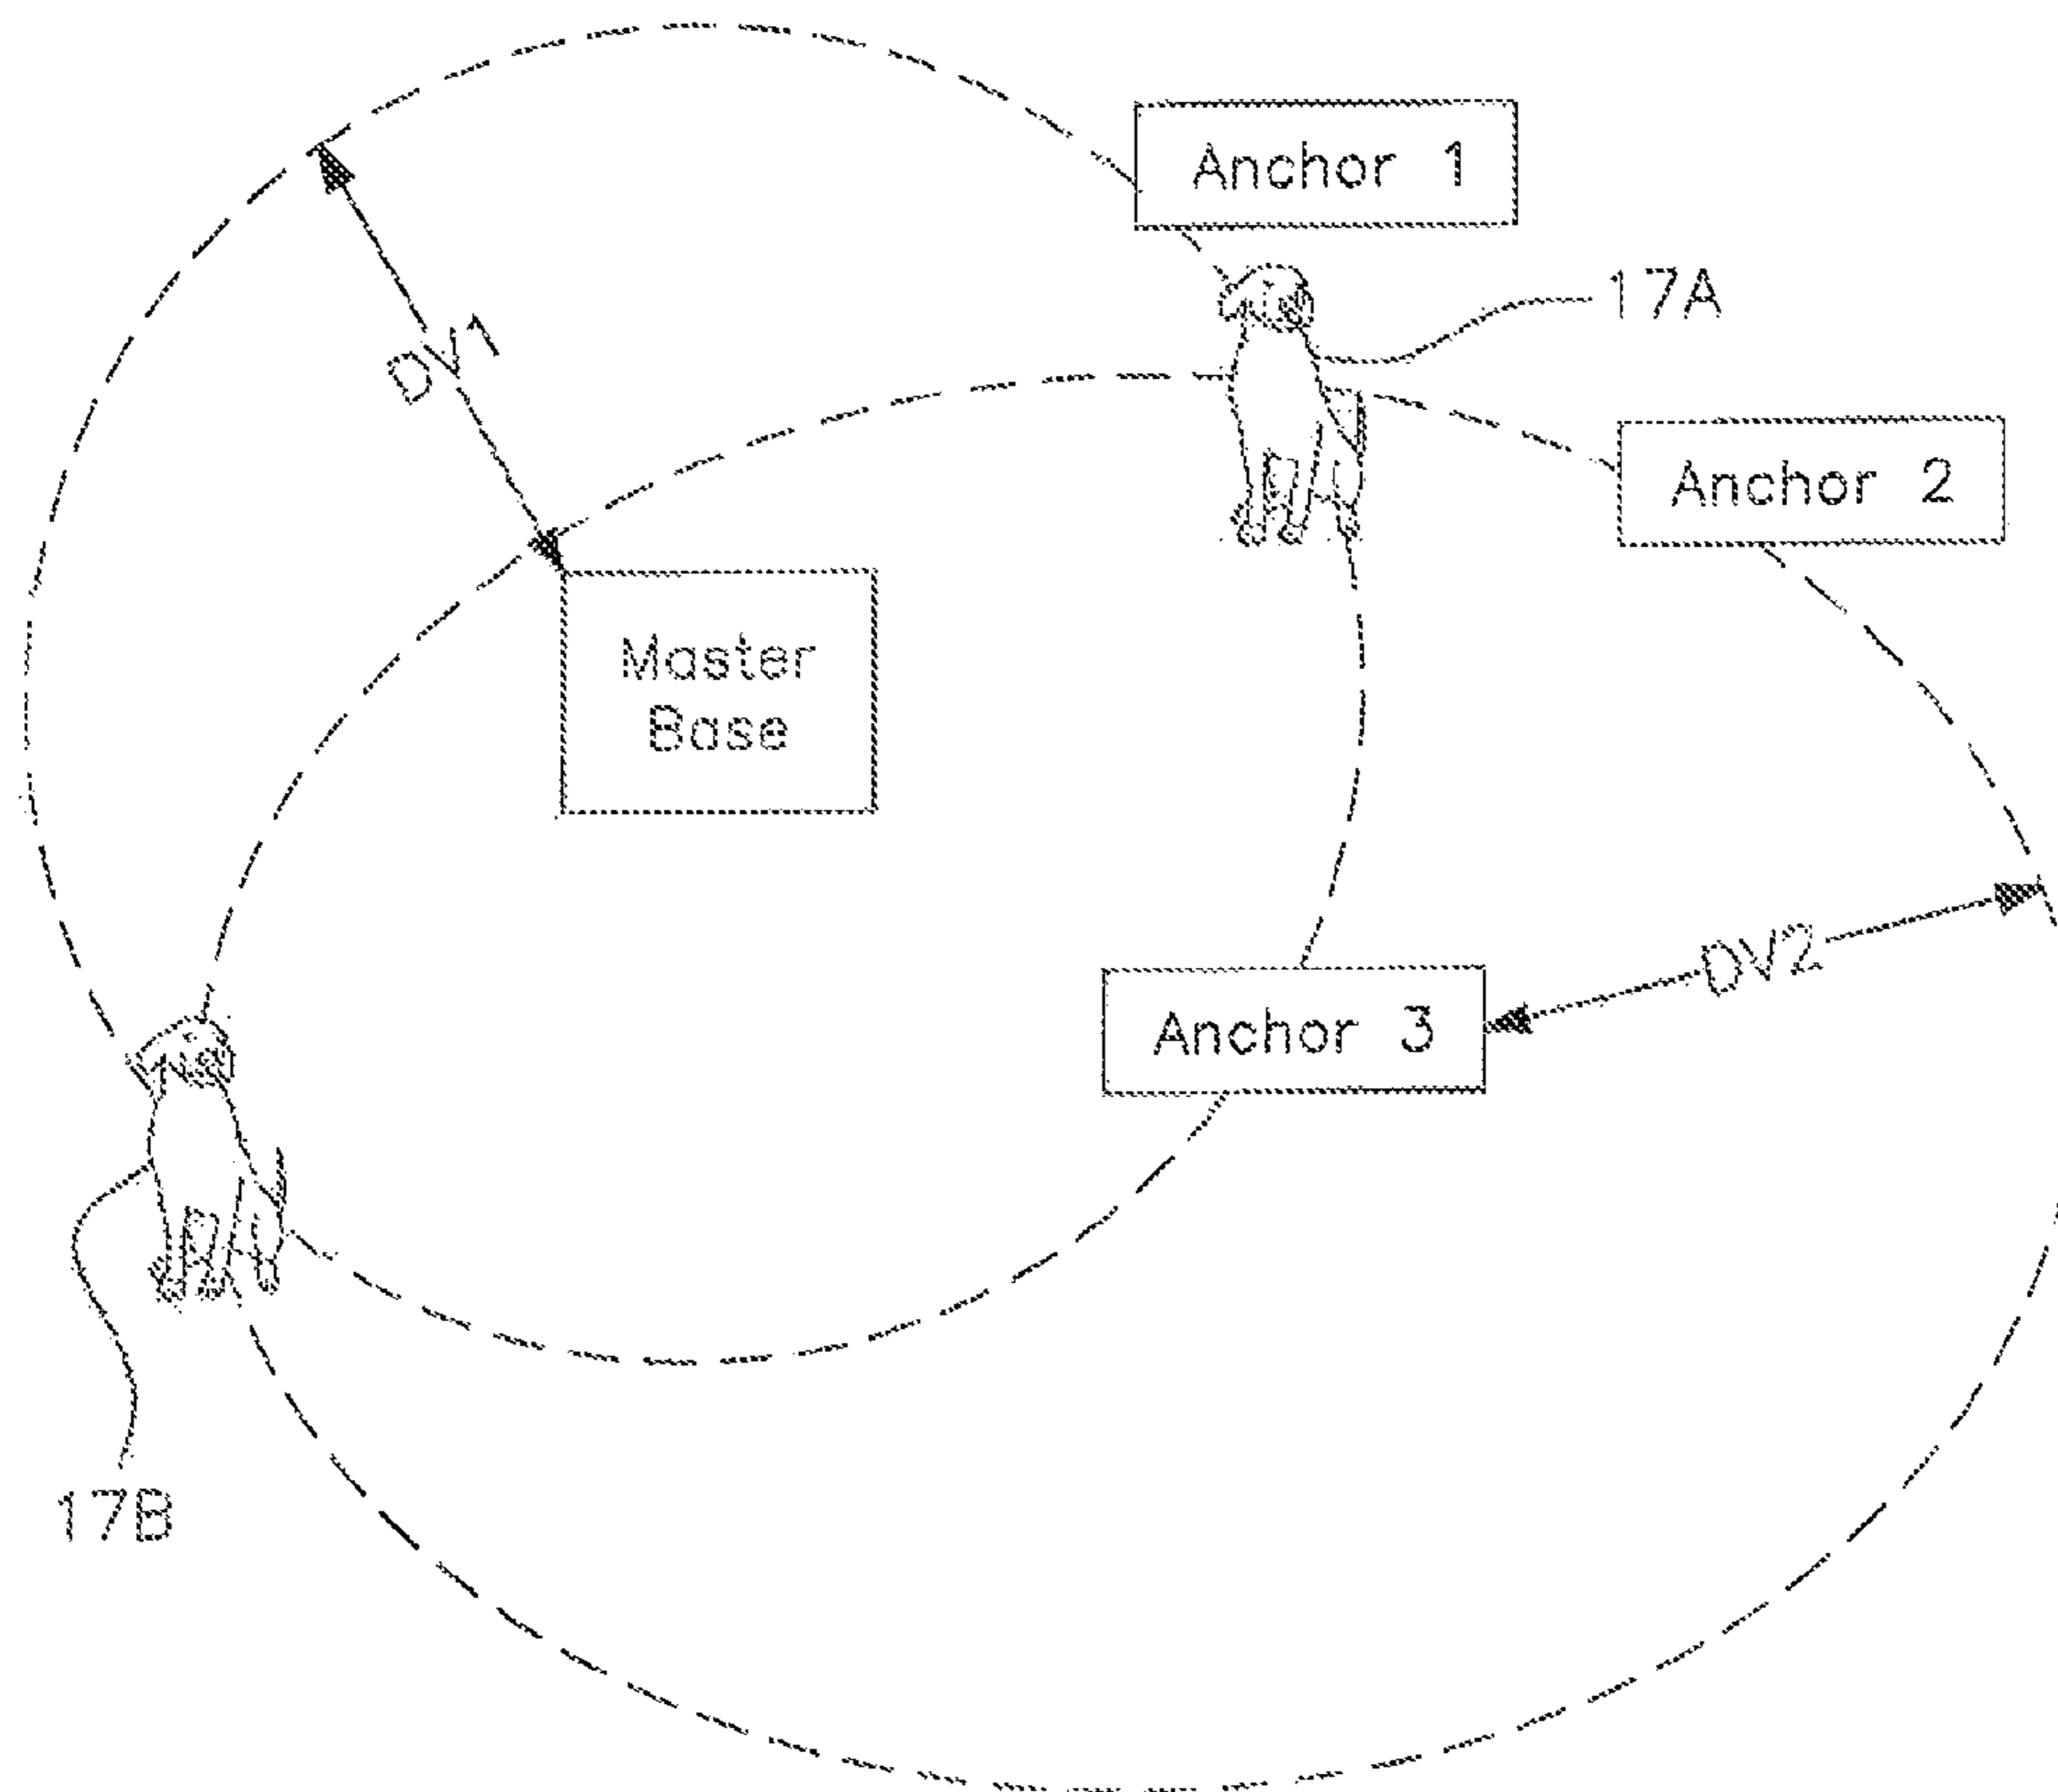 Anchor 1
17A
DV1
Anchor 2
Master
Base
DV2
Anchor 3
17B